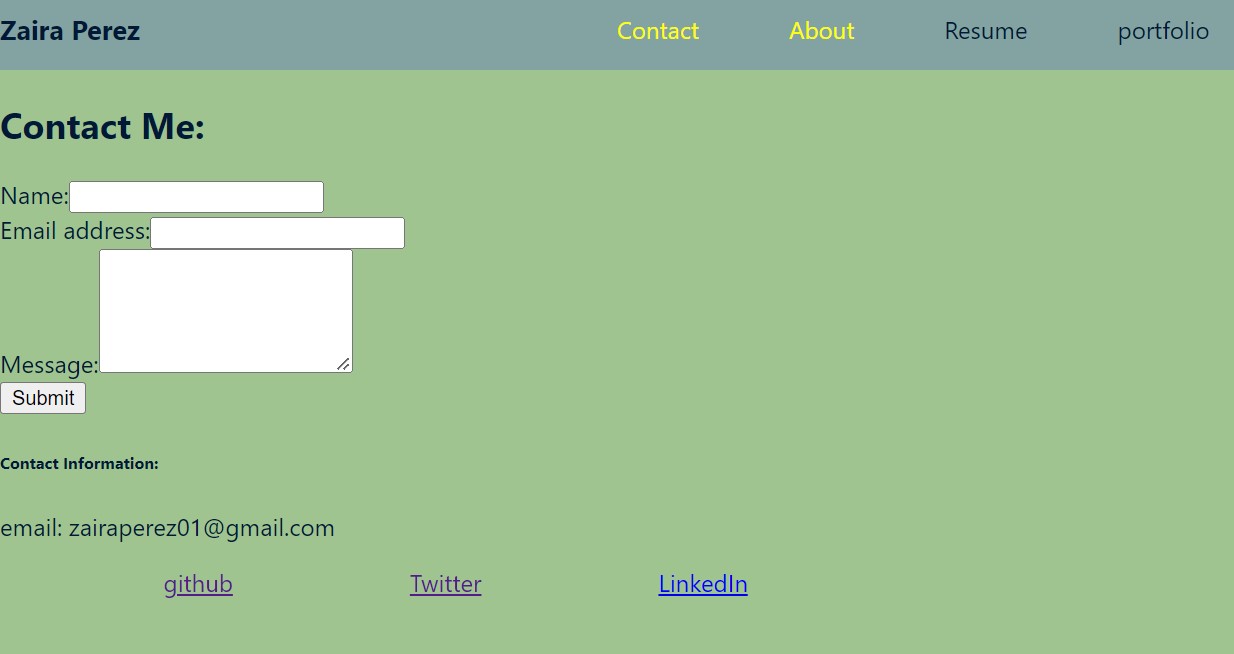 Zaira Perez Contact About Resume portfolio
Contact Me:
Name:
Email address:
Message:
Submit
Contact Information:
email: zairaperez01@gmail.com
github Twitter LinkedIn